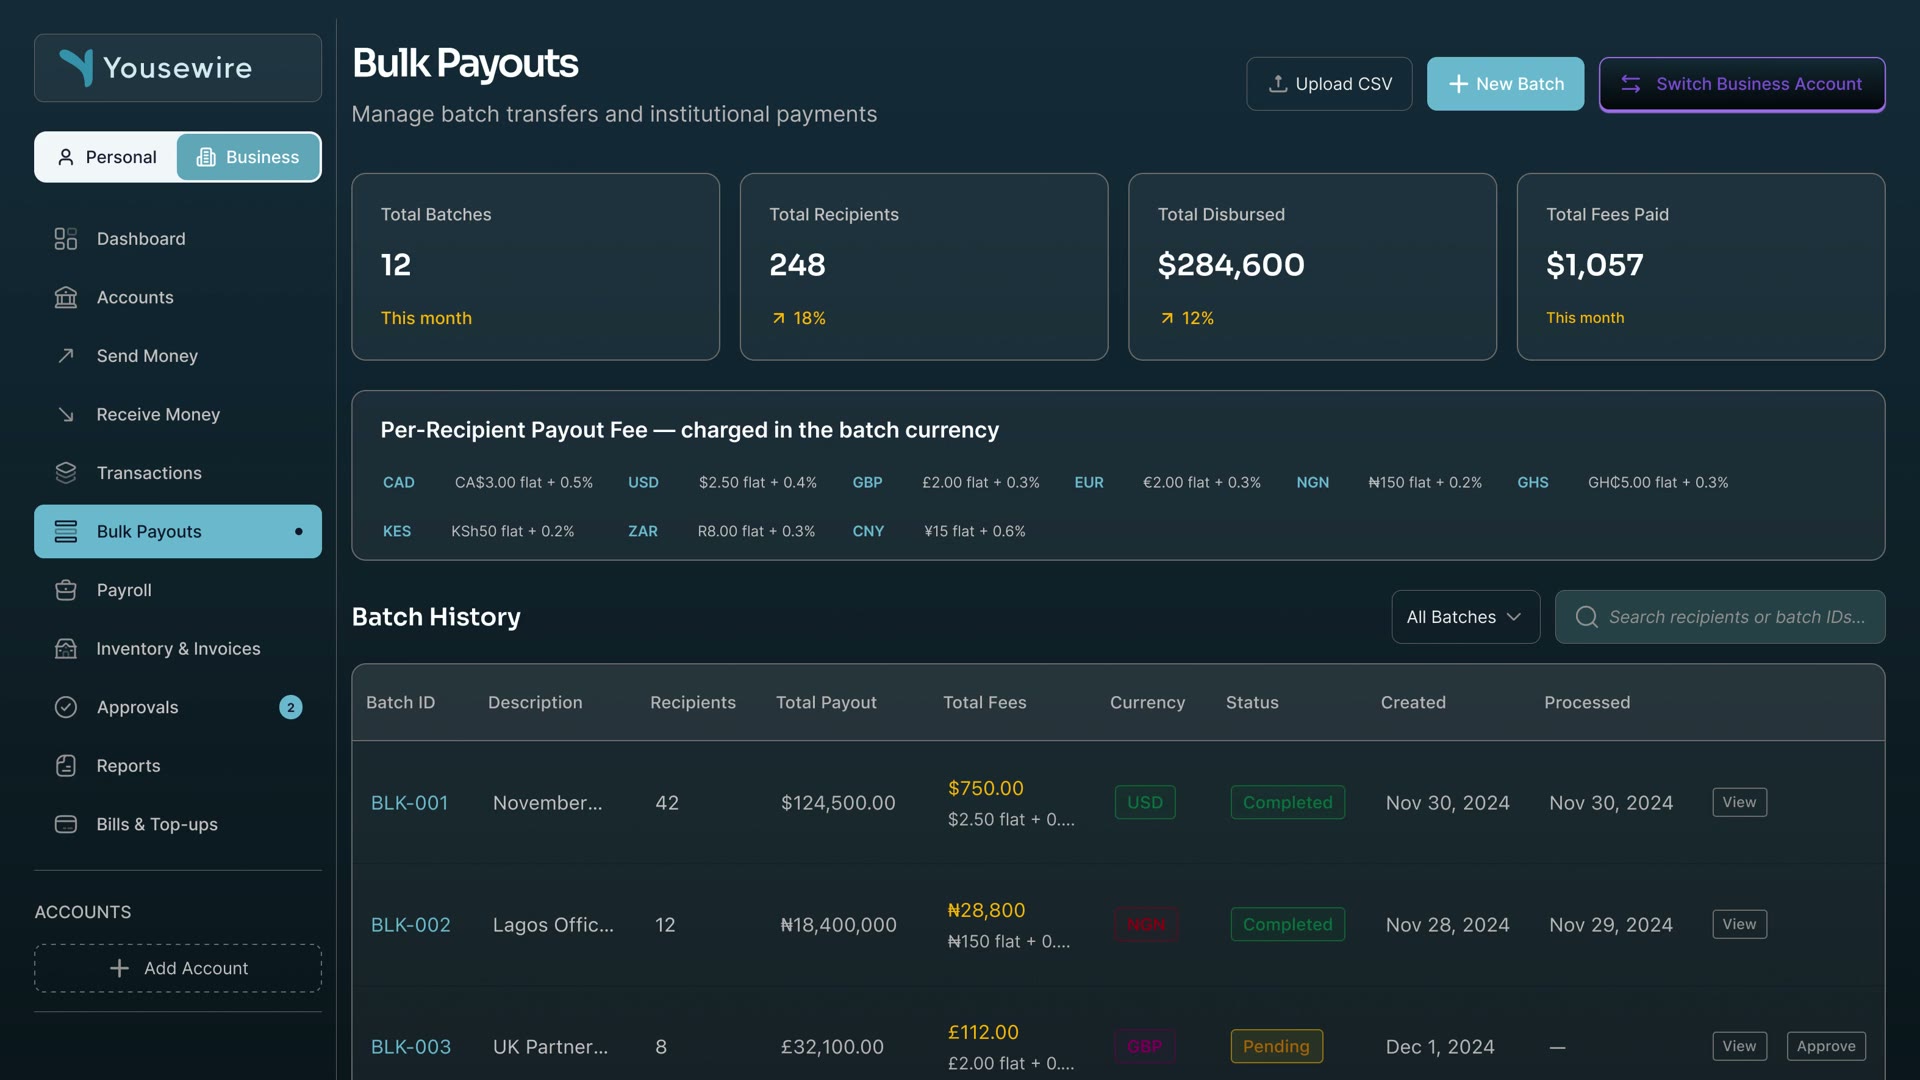 Yousewire
Personal
Business
Dashboard
Accounts
Send Money
Receive Money
Transactions
Bulk Payouts
Payroll
Inventory & Invoices
Approvals
2
Reports
Bills & Top-ups
ACCOUNTS
Add Account
Bulk Payouts
Manage batch transfers and institutional payments
Upload CSV
New Batch
Switch Business Account
Total Batches
12
This month
Total Recipients
248
18%
Total Disbursed
$284,600
12%
Total Fees Paid
$1,057
This month
Per-Recipient Payout Fee — charged in the batch currency
CAD CA$3.00 flat + 0.5% USD $2.50 flat + 0.4% GBP £2.00 flat + 0.3% EUR €2.00 flat + 0.3% NGN ₦150 flat + 0.2% GHS GH₵5.00 flat + 0.3%
KES KSh50 flat + 0.2% ZAR R8.00 flat + 0.3% CNY ¥15 flat + 0.6%
Batch History
All Batches
Search recipients or batch IDs...
Batch ID Description Recipients Total Payout Total Fees Currency Status Created Processed
BLK-001 November... 42 $124,500.00 $750.00 USD Completed Nov 30, 2024 Nov 30, 2024 View
$2.50 flat + 0....
BLK-002 Lagos Offic... 12 ₦18,400,000 ₦28,800 NGN Completed Nov 28, 2024 Nov 29, 2024 View
₦150 flat + 0....
BLK-003 UK Partner... 8 £32,100.00 £112.00 GBP Pending Dec 1, 2024 — View Approve
£2.00 flat + 0....